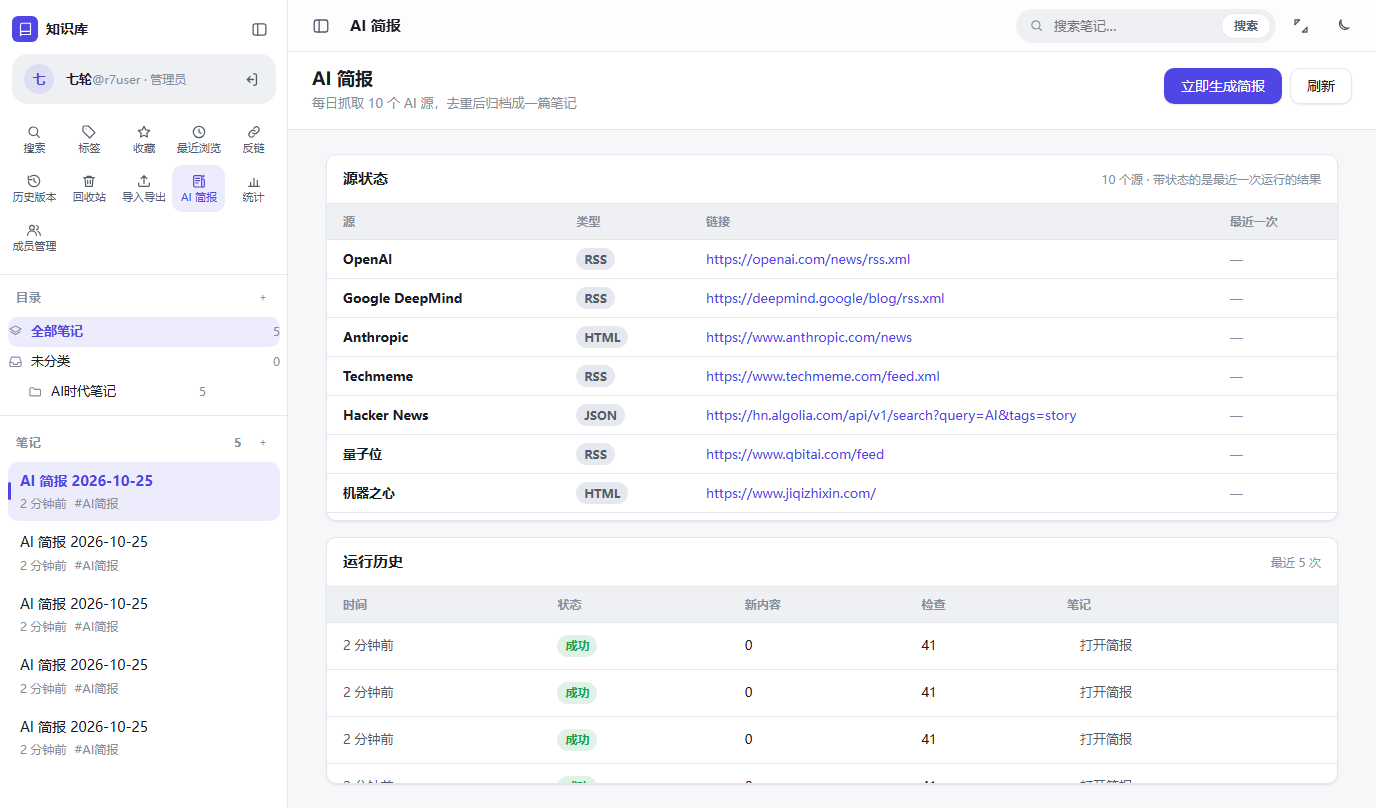 知识库
七 七轮@r7user · 管理员
搜索 标签 收藏 最近浏览 反链
历史版本 回收站 导入导出 AI 简报 统计
成员管理
目录 +
全部笔记 5
未分类 0
AI时代笔记 5
笔记 5 +
AI 简报 2026-10-25
2 分钟前 #AI简报
AI 简报 2026-10-25
2 分钟前 #AI简报
AI 简报 2026-10-25
2 分钟前 #AI简报
AI 简报 2026-10-25
2 分钟前 #AI简报
AI 简报 2026-10-25
2 分钟前 #AI简报
AI 简报 搜索笔记... 搜索
AI 简报
每日抓取 10 个 AI 源，去重后归档成一篇笔记
立即生成简报 刷新
源状态 10 个源 · 带状态的是最近一次运行的结果
源 类型 链接 最近一次
OpenAI RSS https://openai.com/news/rss.xml —
Google DeepMind RSS https://deepmind.google/blog/rss.xml —
Anthropic HTML https://www.anthropic.com/news —
Techmeme RSS https://www.techmeme.com/feed.xml —
Hacker News JSON https://hn.algolia.com/api/v1/search?query=AI&tags=story —
量子位 RSS https://www.qbitai.com/feed —
机器之心 HTML https://www.jiqizhixin.com/ —
运行历史 最近 5 次
时间 状态 新内容 检查 笔记
2 分钟前 成功 0 41 打开简报
2 分钟前 成功 0 41 打开简报
2 分钟前 成功 0 41 打开简报